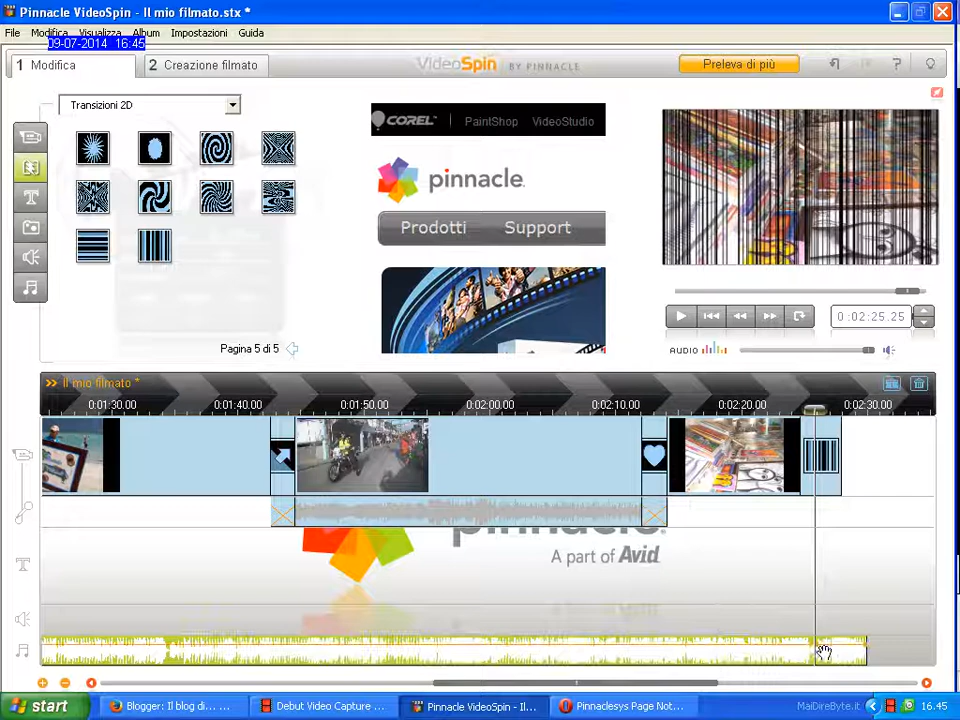 Pinnacle VideoSpin - Il mio filmato.stx *
File Modifica Visualizza Album Impostazioni Guida
09-07-2014 16:45
1 Modifica
2 Creazione filmato
VideoSpin BY PINNACLE
Preleva di più
?
Transizioni 2D
COREL PaintShop VideoStudio
pinnacle.
Prodotti Support
Pagina 5 di 5
0:02:25.25
AUDIO
Il mio filmato *
0:01:30.00 0:01:40.00 0:01:50.00 0:02:00.00 0:02:10.00 0:02:20.00 0:02:30.00
T
pinnacle
A part of Avid
start
Blogger: Il blog di...
Debut Video Capture ...
Pinnacle VideoSpin - Il...
Pinnaclesys Page Not...
MaiDireByte.it
16.45